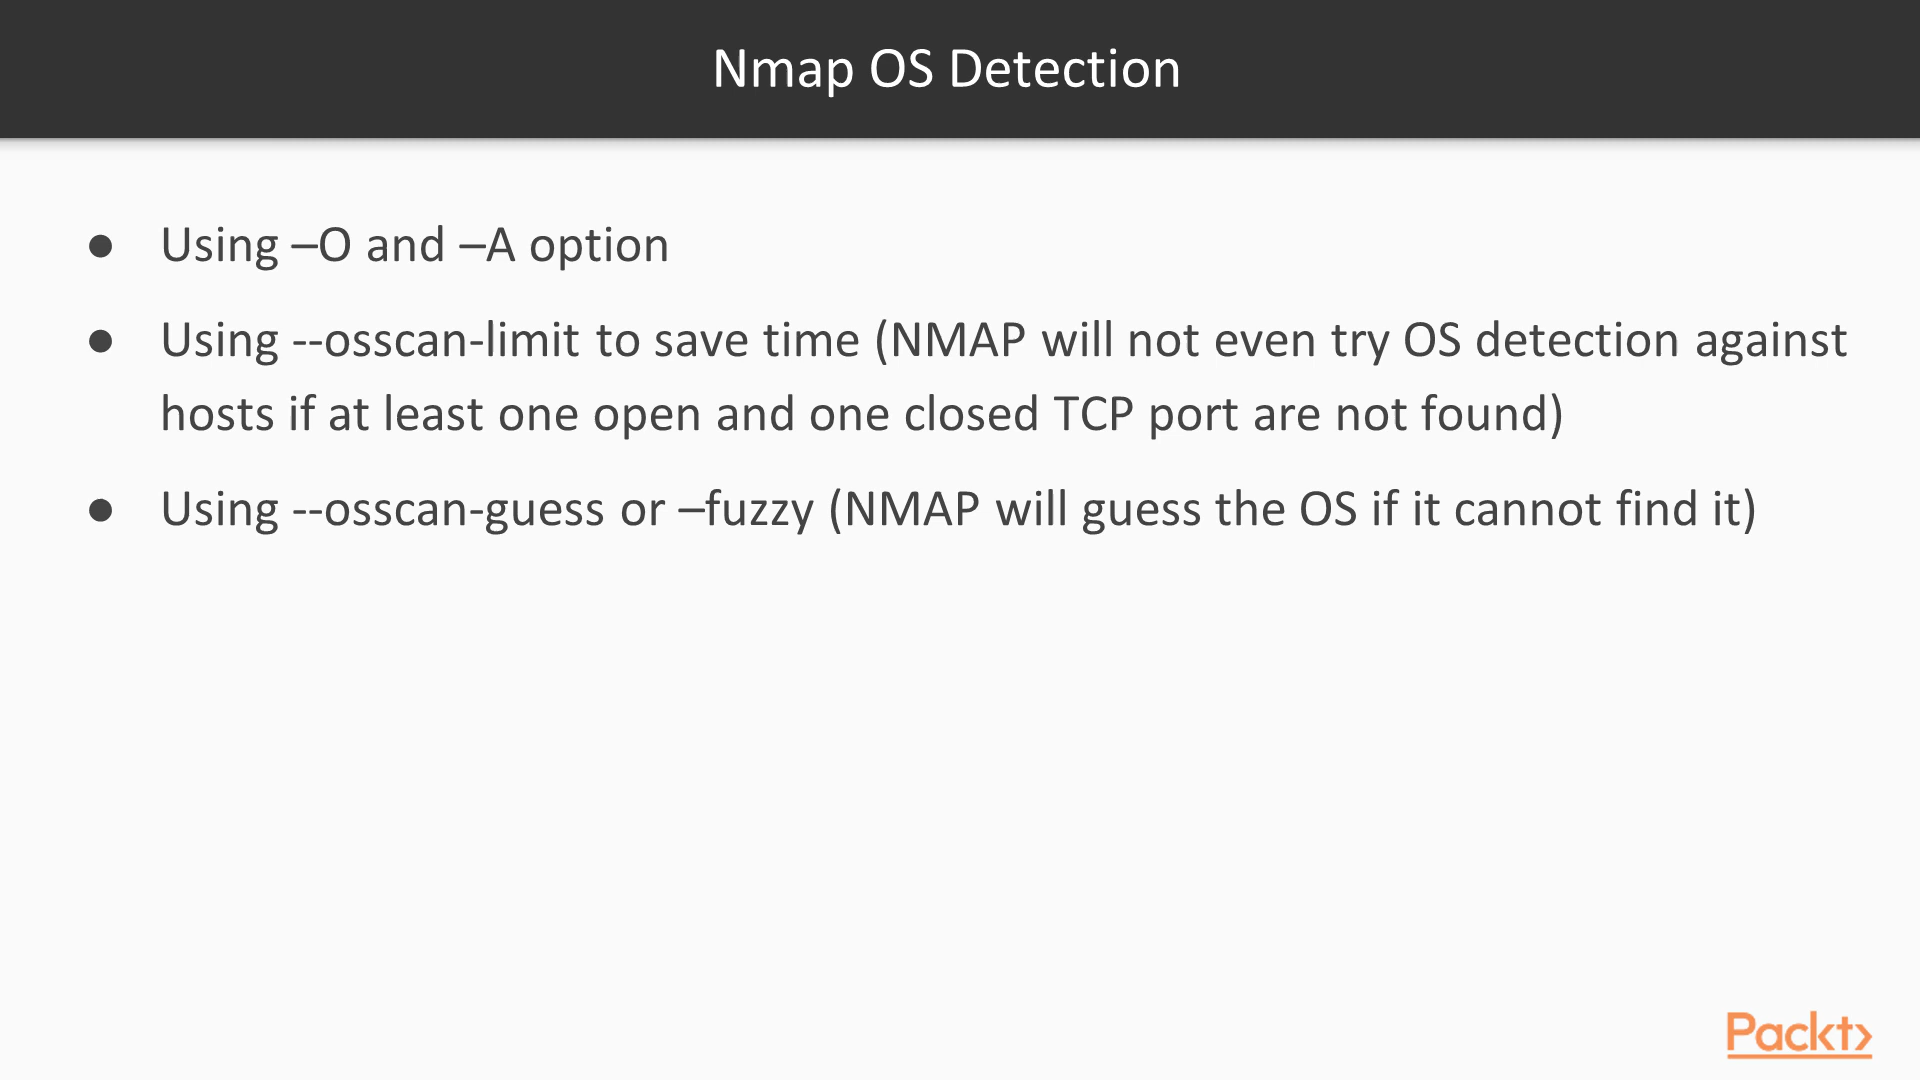 Nmap OS Detection
● Using –O and –A option
● Using --osscan-limit to save time (NMAP will not even try OS detection against
hosts if at least one open and one closed TCP port are not found)
● Using --osscan-guess or –fuzzy (NMAP will guess the OS if it cannot find it)
Packt>